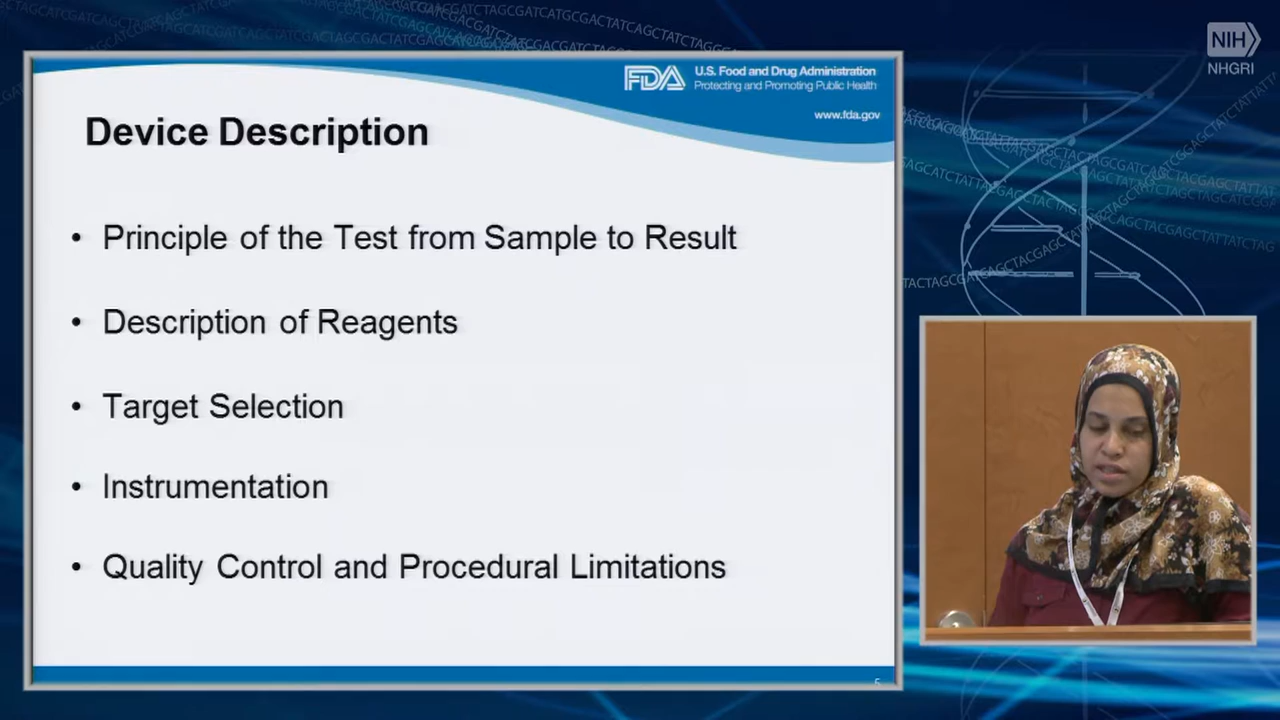 NIH
NHGRI
FDA U.S. Food and Drug Administration
Protecting and Promoting Public Health
www.fda.gov
Device Description
• Principle of the Test from Sample to Result
• Description of Reagents
• Target Selection
• Instrumentation
• Quality Control and Procedural Limitations
5